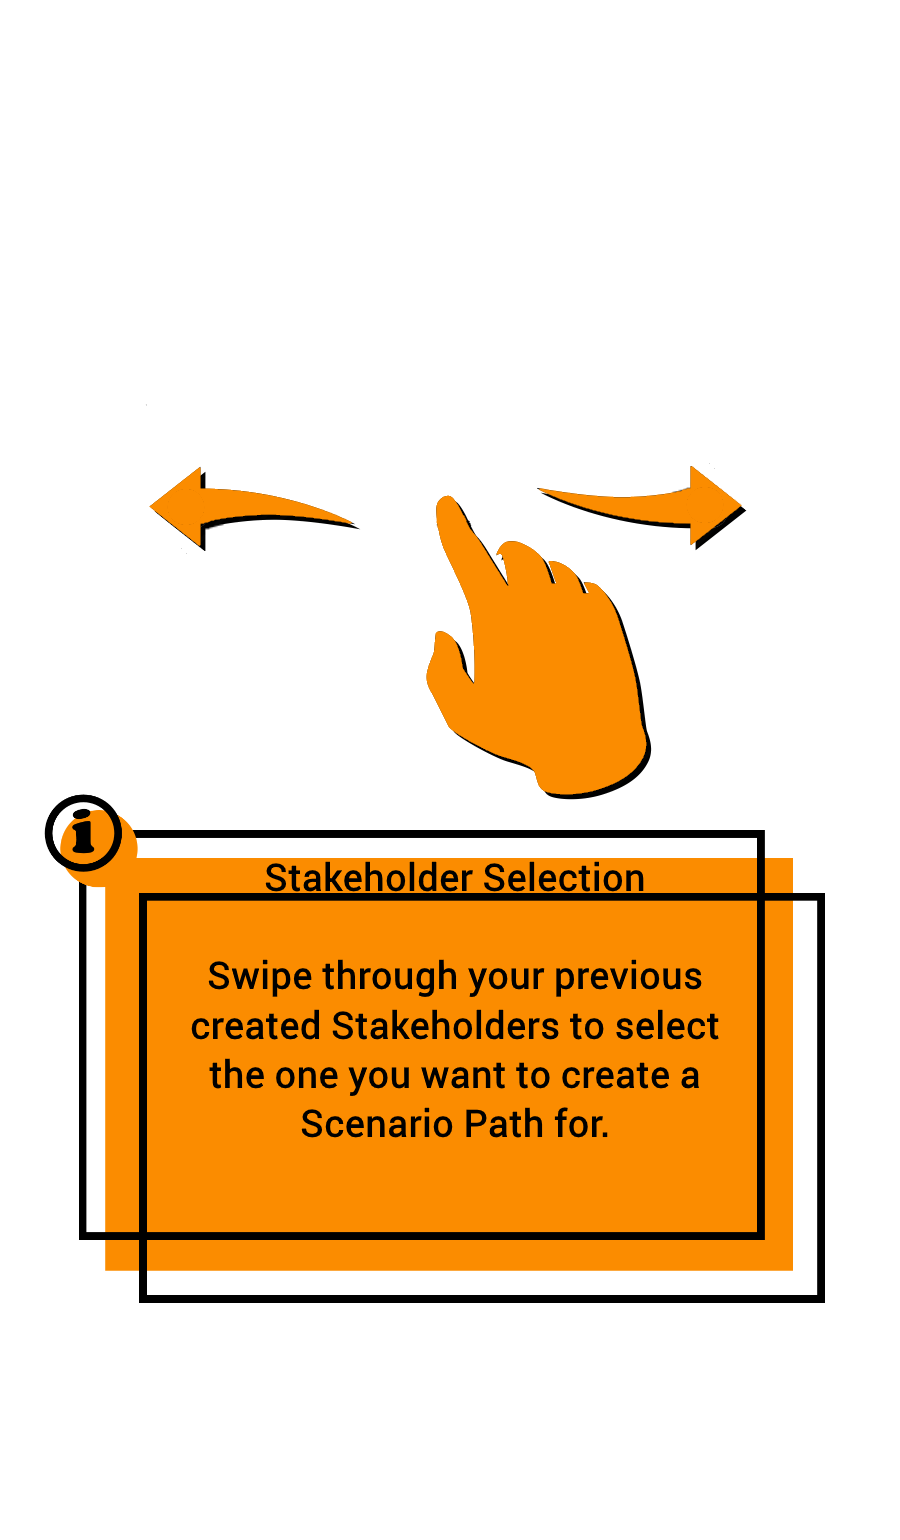 i
Stakeholder Selection
Swipe through your previous
created Stakeholders to select
the one you want to create a
Scenario Path for.